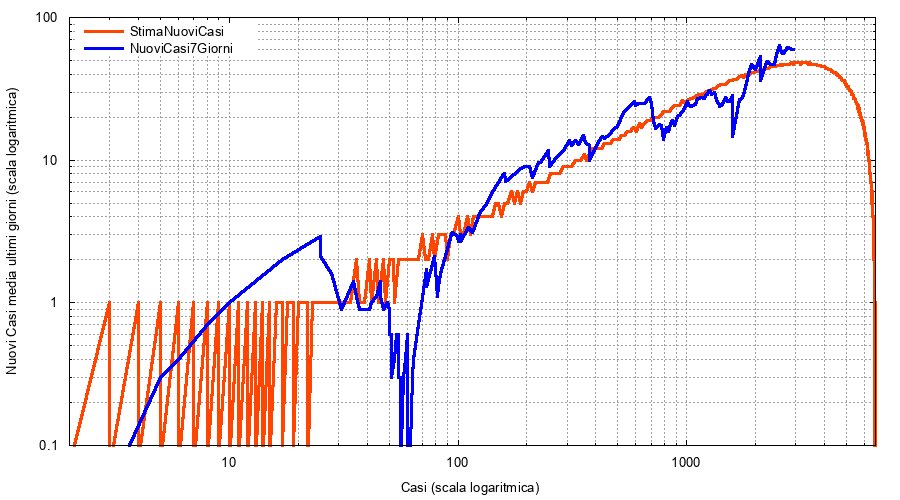 100
StimaNuoviCasi
NuoviCasi7Giorni
10
1
0.1
10
100
1000
Nuovi Casi media ultimi giorni (scala logaritmica)
Casi (scala logaritmica)